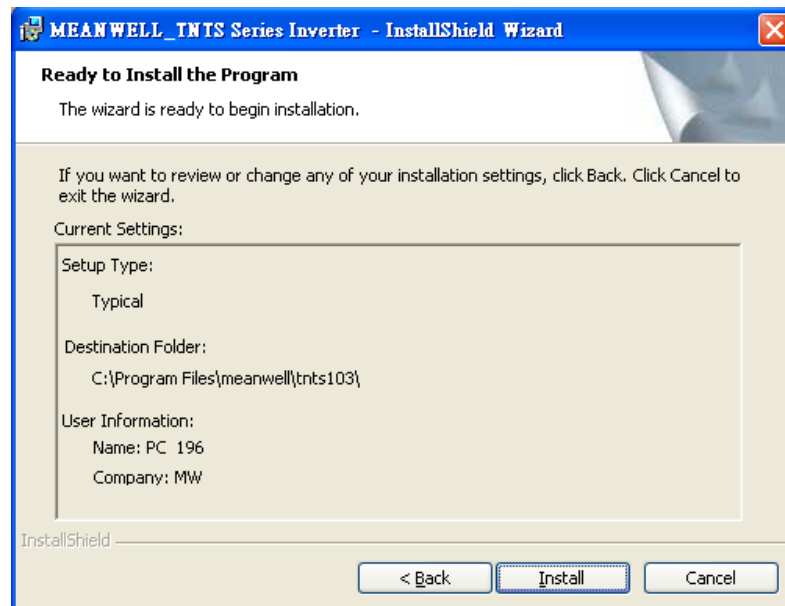 MEANWELL_TNTS Series Inverter - InstallShield Wizard
Ready to Install the Program
The wizard is ready to begin installation.
If you want to review or change any of your installation settings, click Back. Click Cancel to
exit the wizard.
Current Settings:
Setup Type:
Typical
Destination Folder:
C:\Program Files\meanwell\tnts103\
User Information:
Name: PC 196
Company: MW
InstallShield
< Back
Install
Cancel